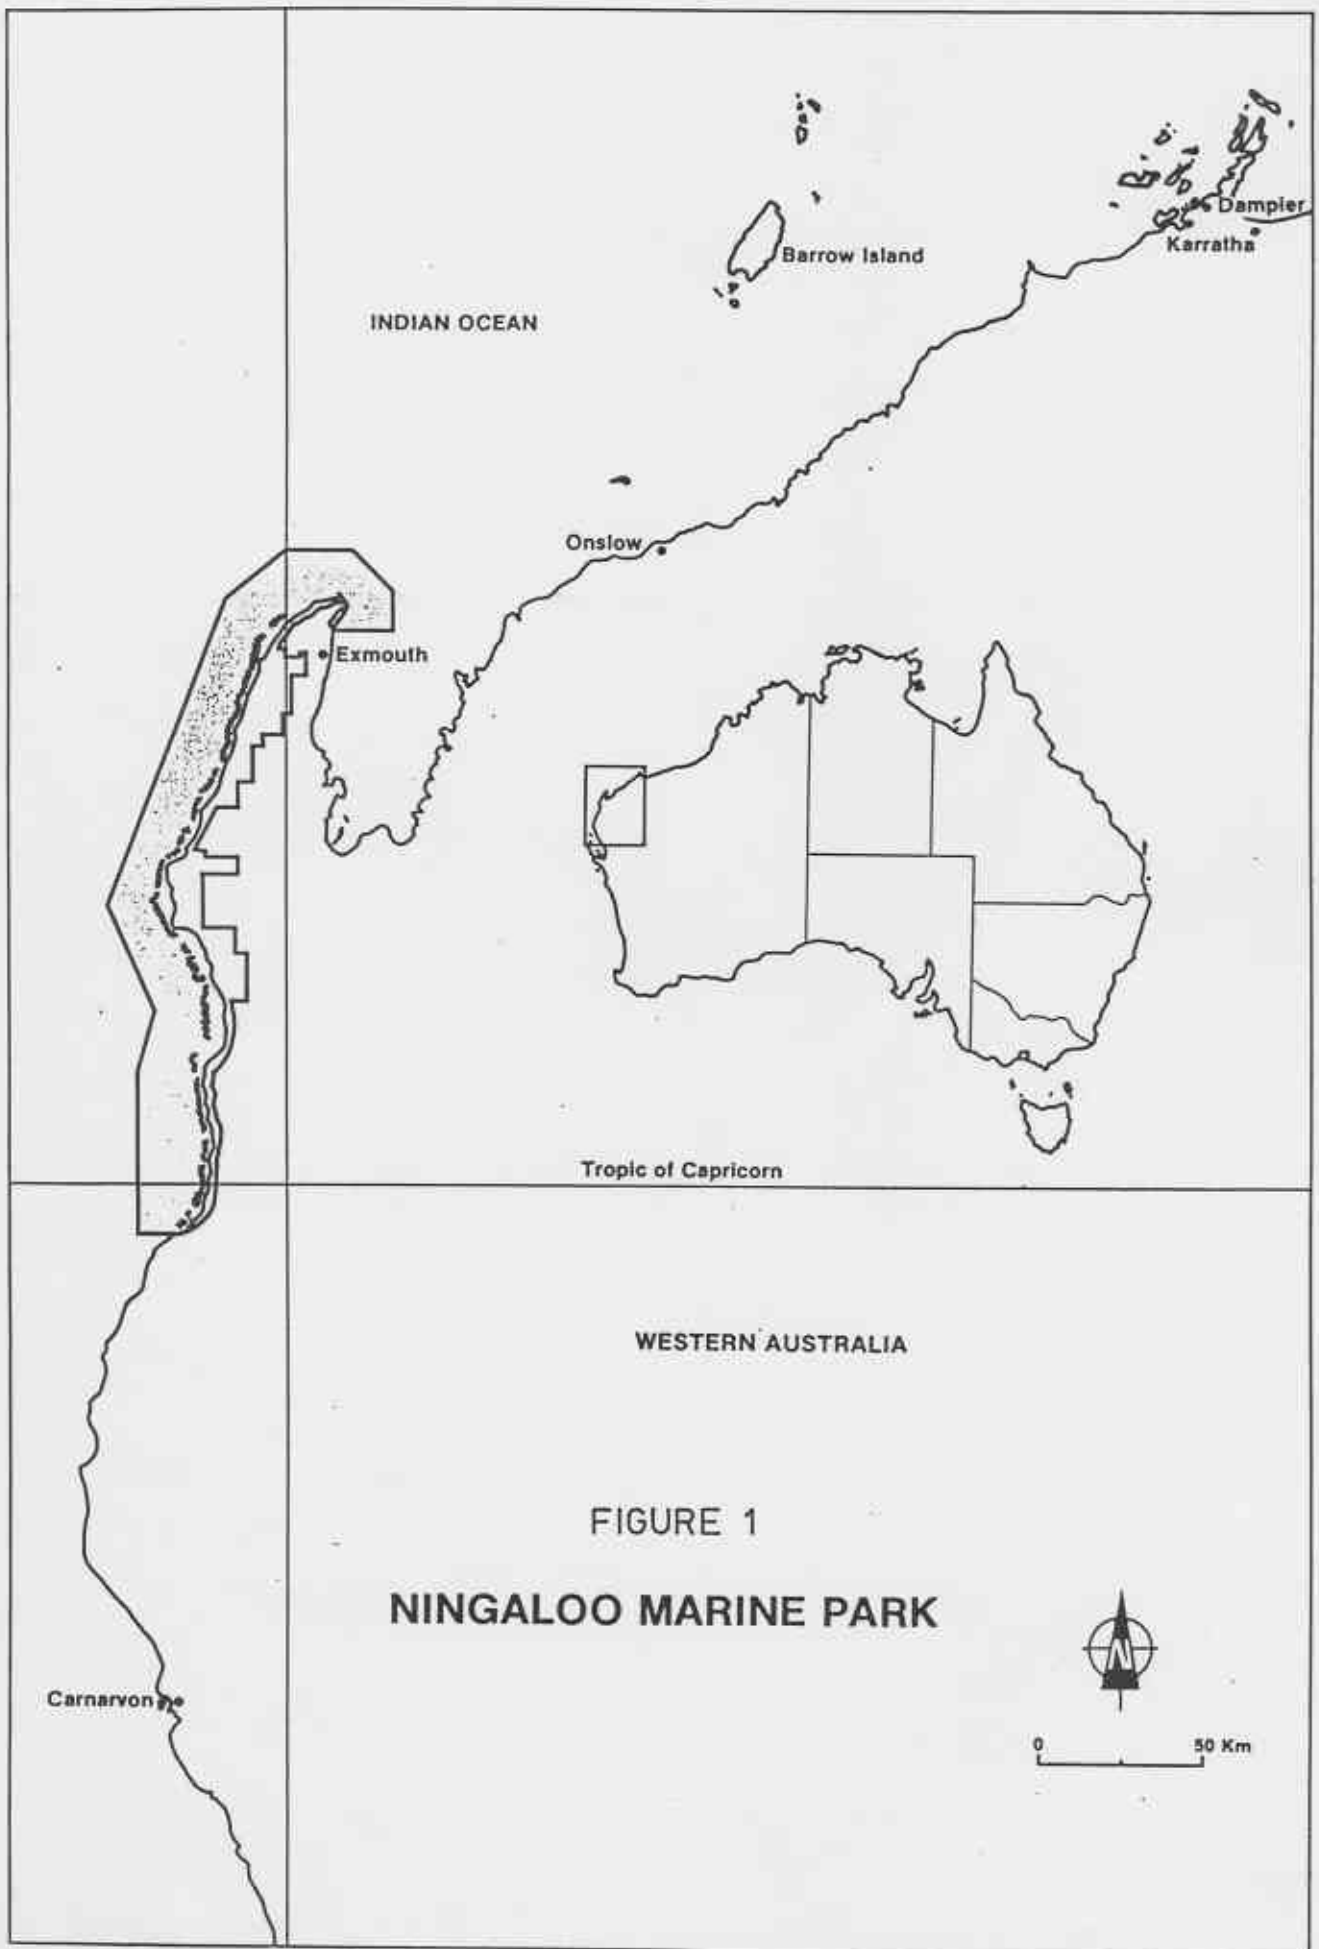 Dampier
Karratha
Barrow Island
INDIAN OCEAN
Onslow
Exmouth
Tropic of Capricorn
WESTERN AUSTRALIA
FIGURE 1
NINGALOO MARINE PARK
N
Carnarvon
0 50 Km